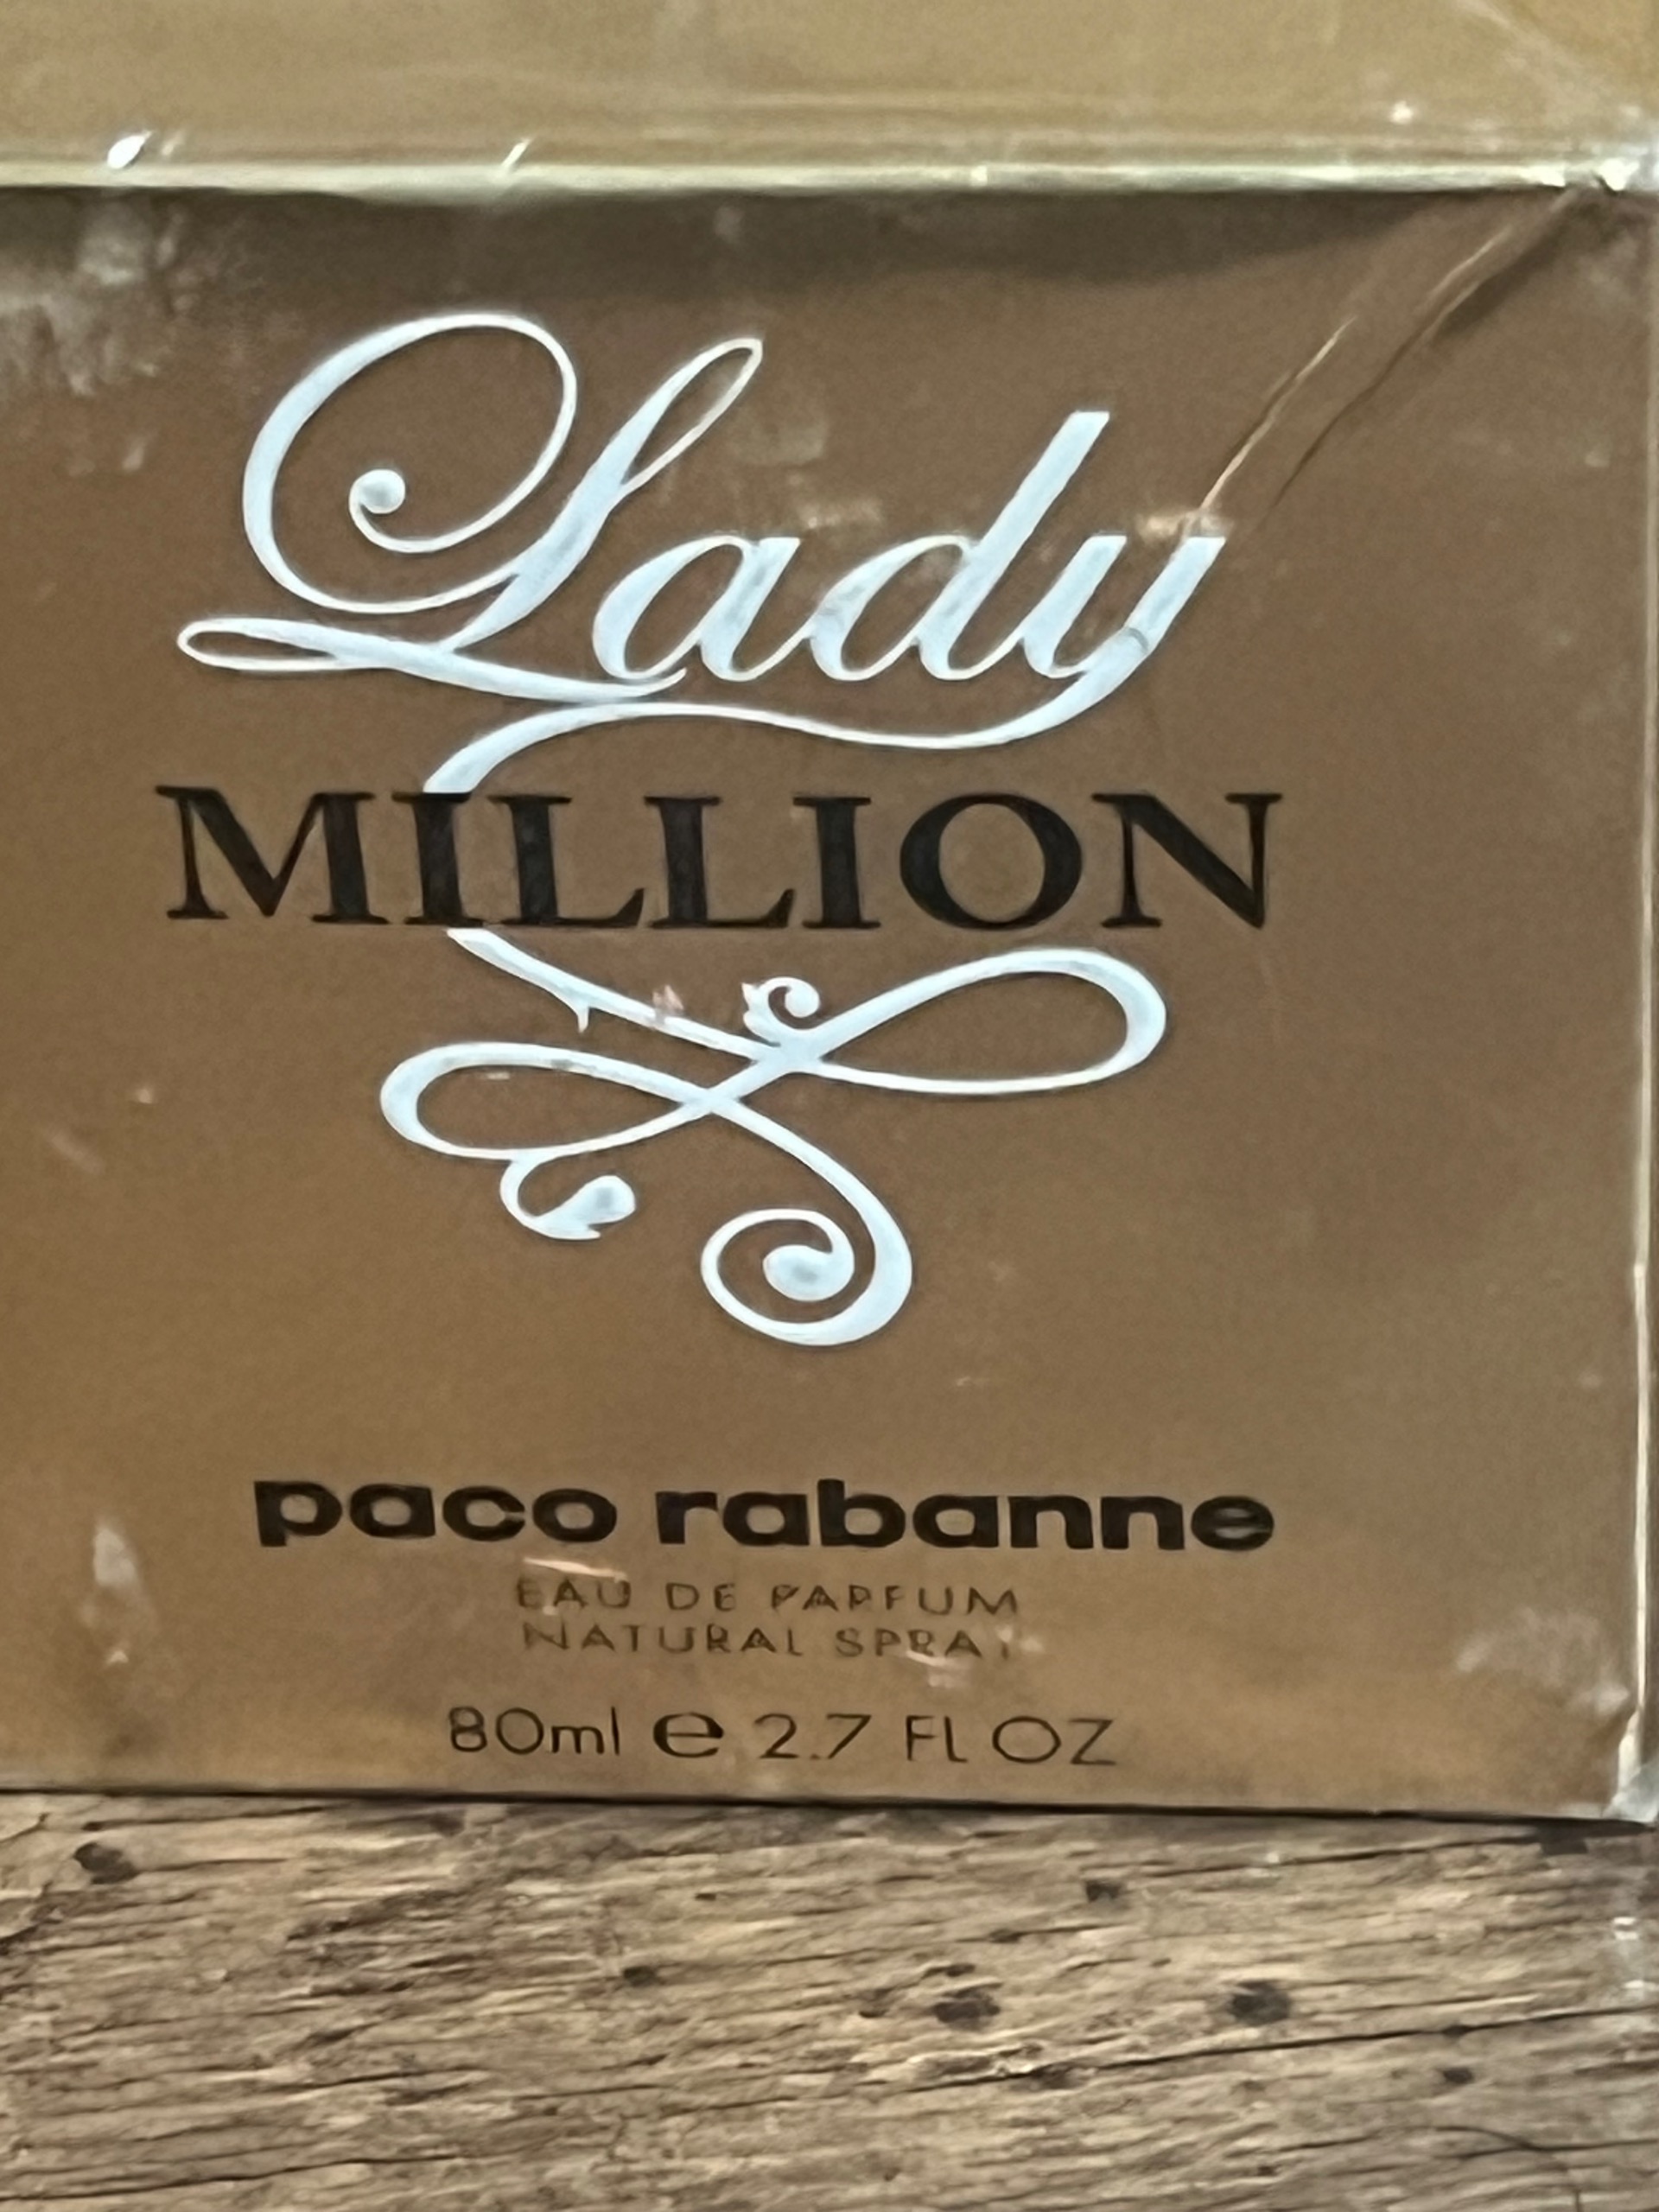 Lady
MILLION
paco rabanne
EAU DE PARFUM
NATURAL SPRAY
80ml e 2.7 FL OZ